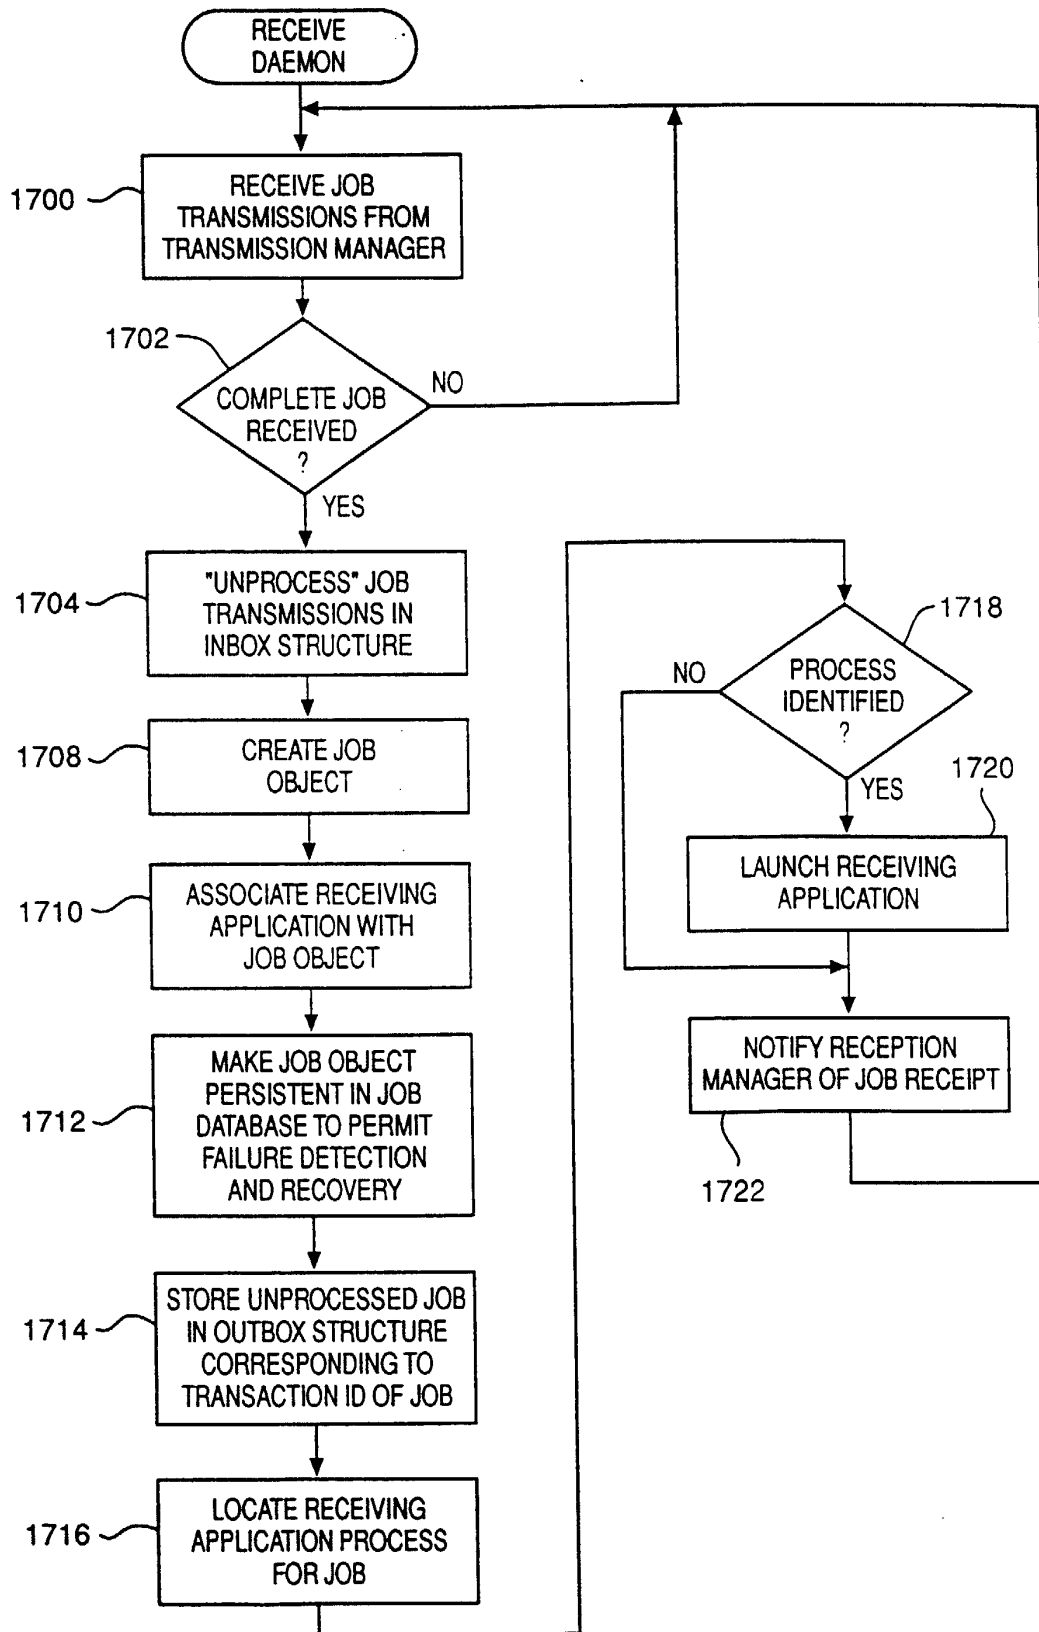 RECEIVE
DAEMON
1700
RECEIVE JOB
TRANSMISSIONS FROM
TRANSMISSION MANAGER
1702
COMPLETE JOB
RECEIVED
?
NO
YES
1704
"UNPROCESS" JOB
TRANSMISSIONS IN
INBOX STRUCTURE
1708
CREATE JOB
OBJECT
1710
ASSOCIATE RECEIVING
APPLICATION WITH
JOB OBJECT
1712
MAKE JOB OBJECT
PERSISTENT IN JOB
DATABASE TO PERMIT
FAILURE DETECTION
AND RECOVERY
1714
STORE UNPROCESSED JOB
IN OUTBOX STRUCTURE
CORRESPONDING TO
TRANSACTION ID OF JOB
1716
LOCATE RECEIVING
APPLICATION PROCESS
FOR JOB
1718
PROCESS
IDENTIFIED
?
NO
YES
1720
LAUNCH RECEIVING
APPLICATION
NOTIFY RECEPTION
MANAGER OF JOB RECEIPT
1722